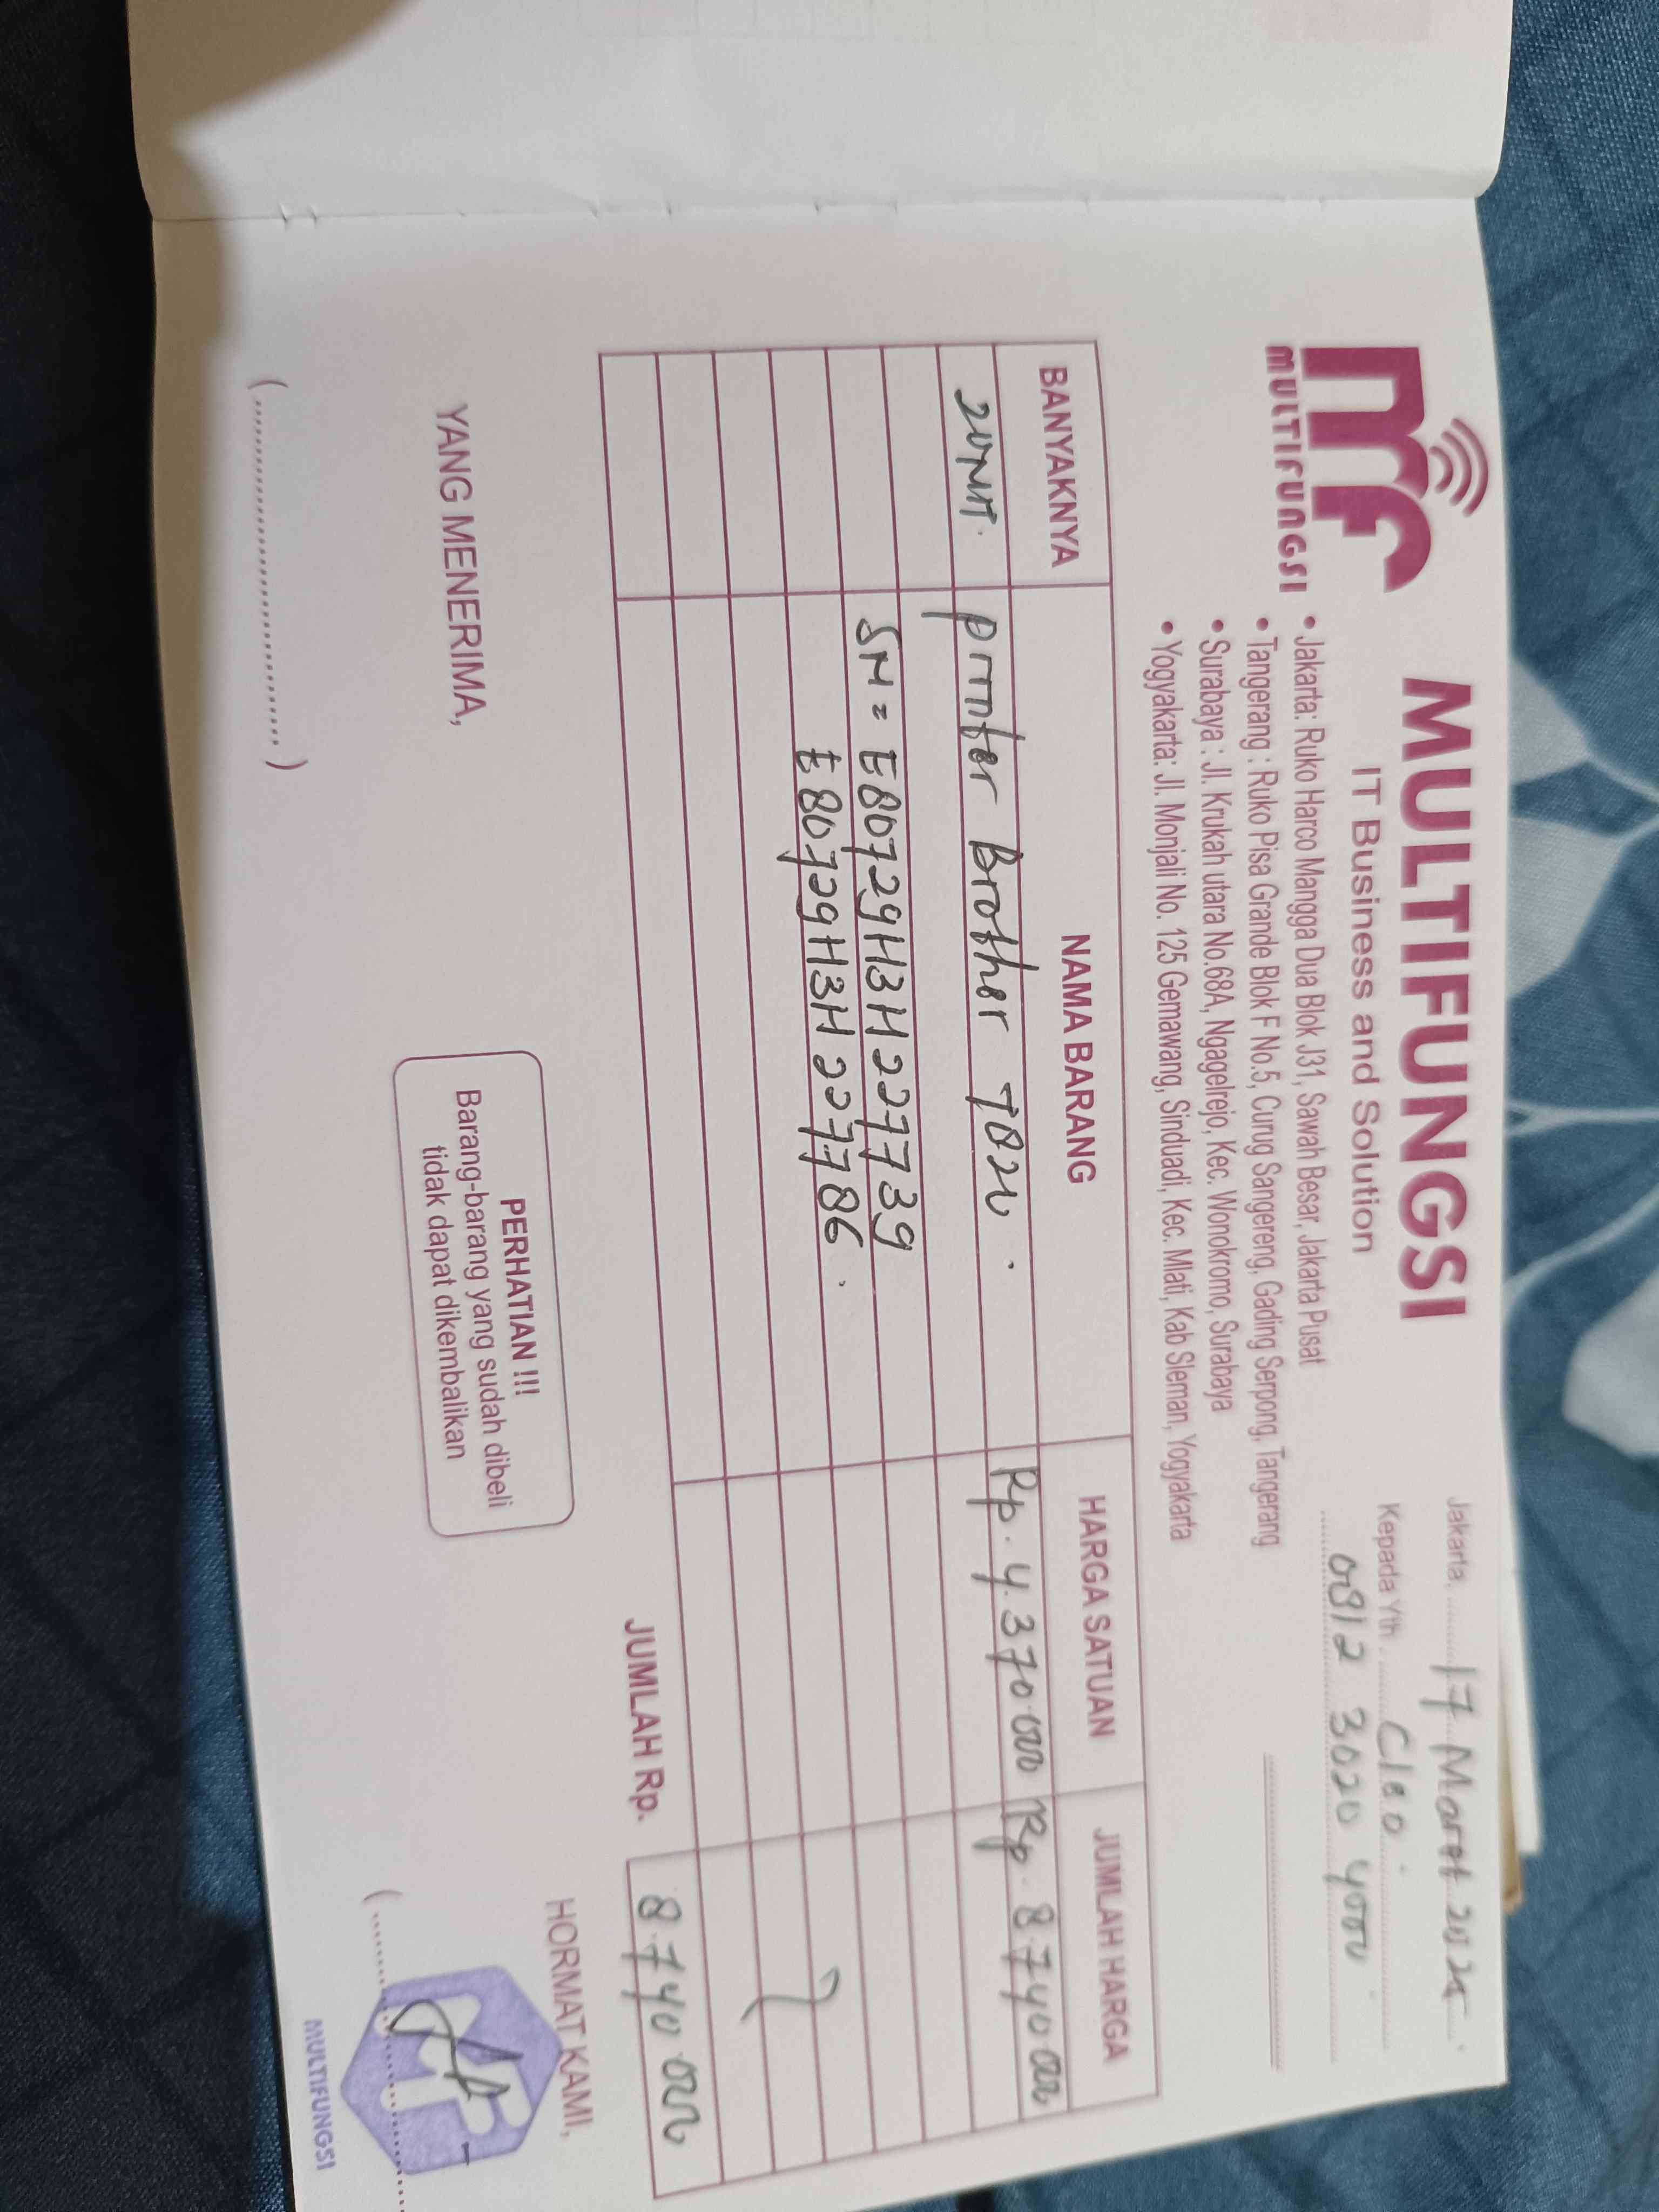 MULTIFUNGSI
MULTIFUNGSI
IT Business and Solution
• Jakarta: Ruko Harco Mangga Dua Blok J31, Sawah Besar, Jakarta Pusat
• Tangerang : Ruko Pisa Grande Blok F No.5, Curug Sangereng, Gading Serpong, Tangerang
• Surabaya : Jl. Krukah utara No.68A, Ngagelrejo, Kec. Wonokromo, Surabaya
• Yogyakarta: Jl. Monjali No. 125 Gemawang, Sinduadi, Kec. Mlati, Kab Sleman, Yogyakarta
Jakarta, 17 Maret
Kepada Yth. Cleo
0812 3020 4000
BANYAKNYA NAMA BARANG HARGA SATUAN JUMLAH HARGA
2 UNIT. Printer Brother T820. Rp. 4.370.000 Rp. 8.740.000
SN = E80729H3H227739
E80729H3H227786.
JUMLAH Rp. 8.740.000
YANG MENERIMA,
PERHATIAN !!!
Barang-barang yang sudah dibeli
tidak dapat dikembalikan
HORMAT KAMI,
MULTIFUNGSI